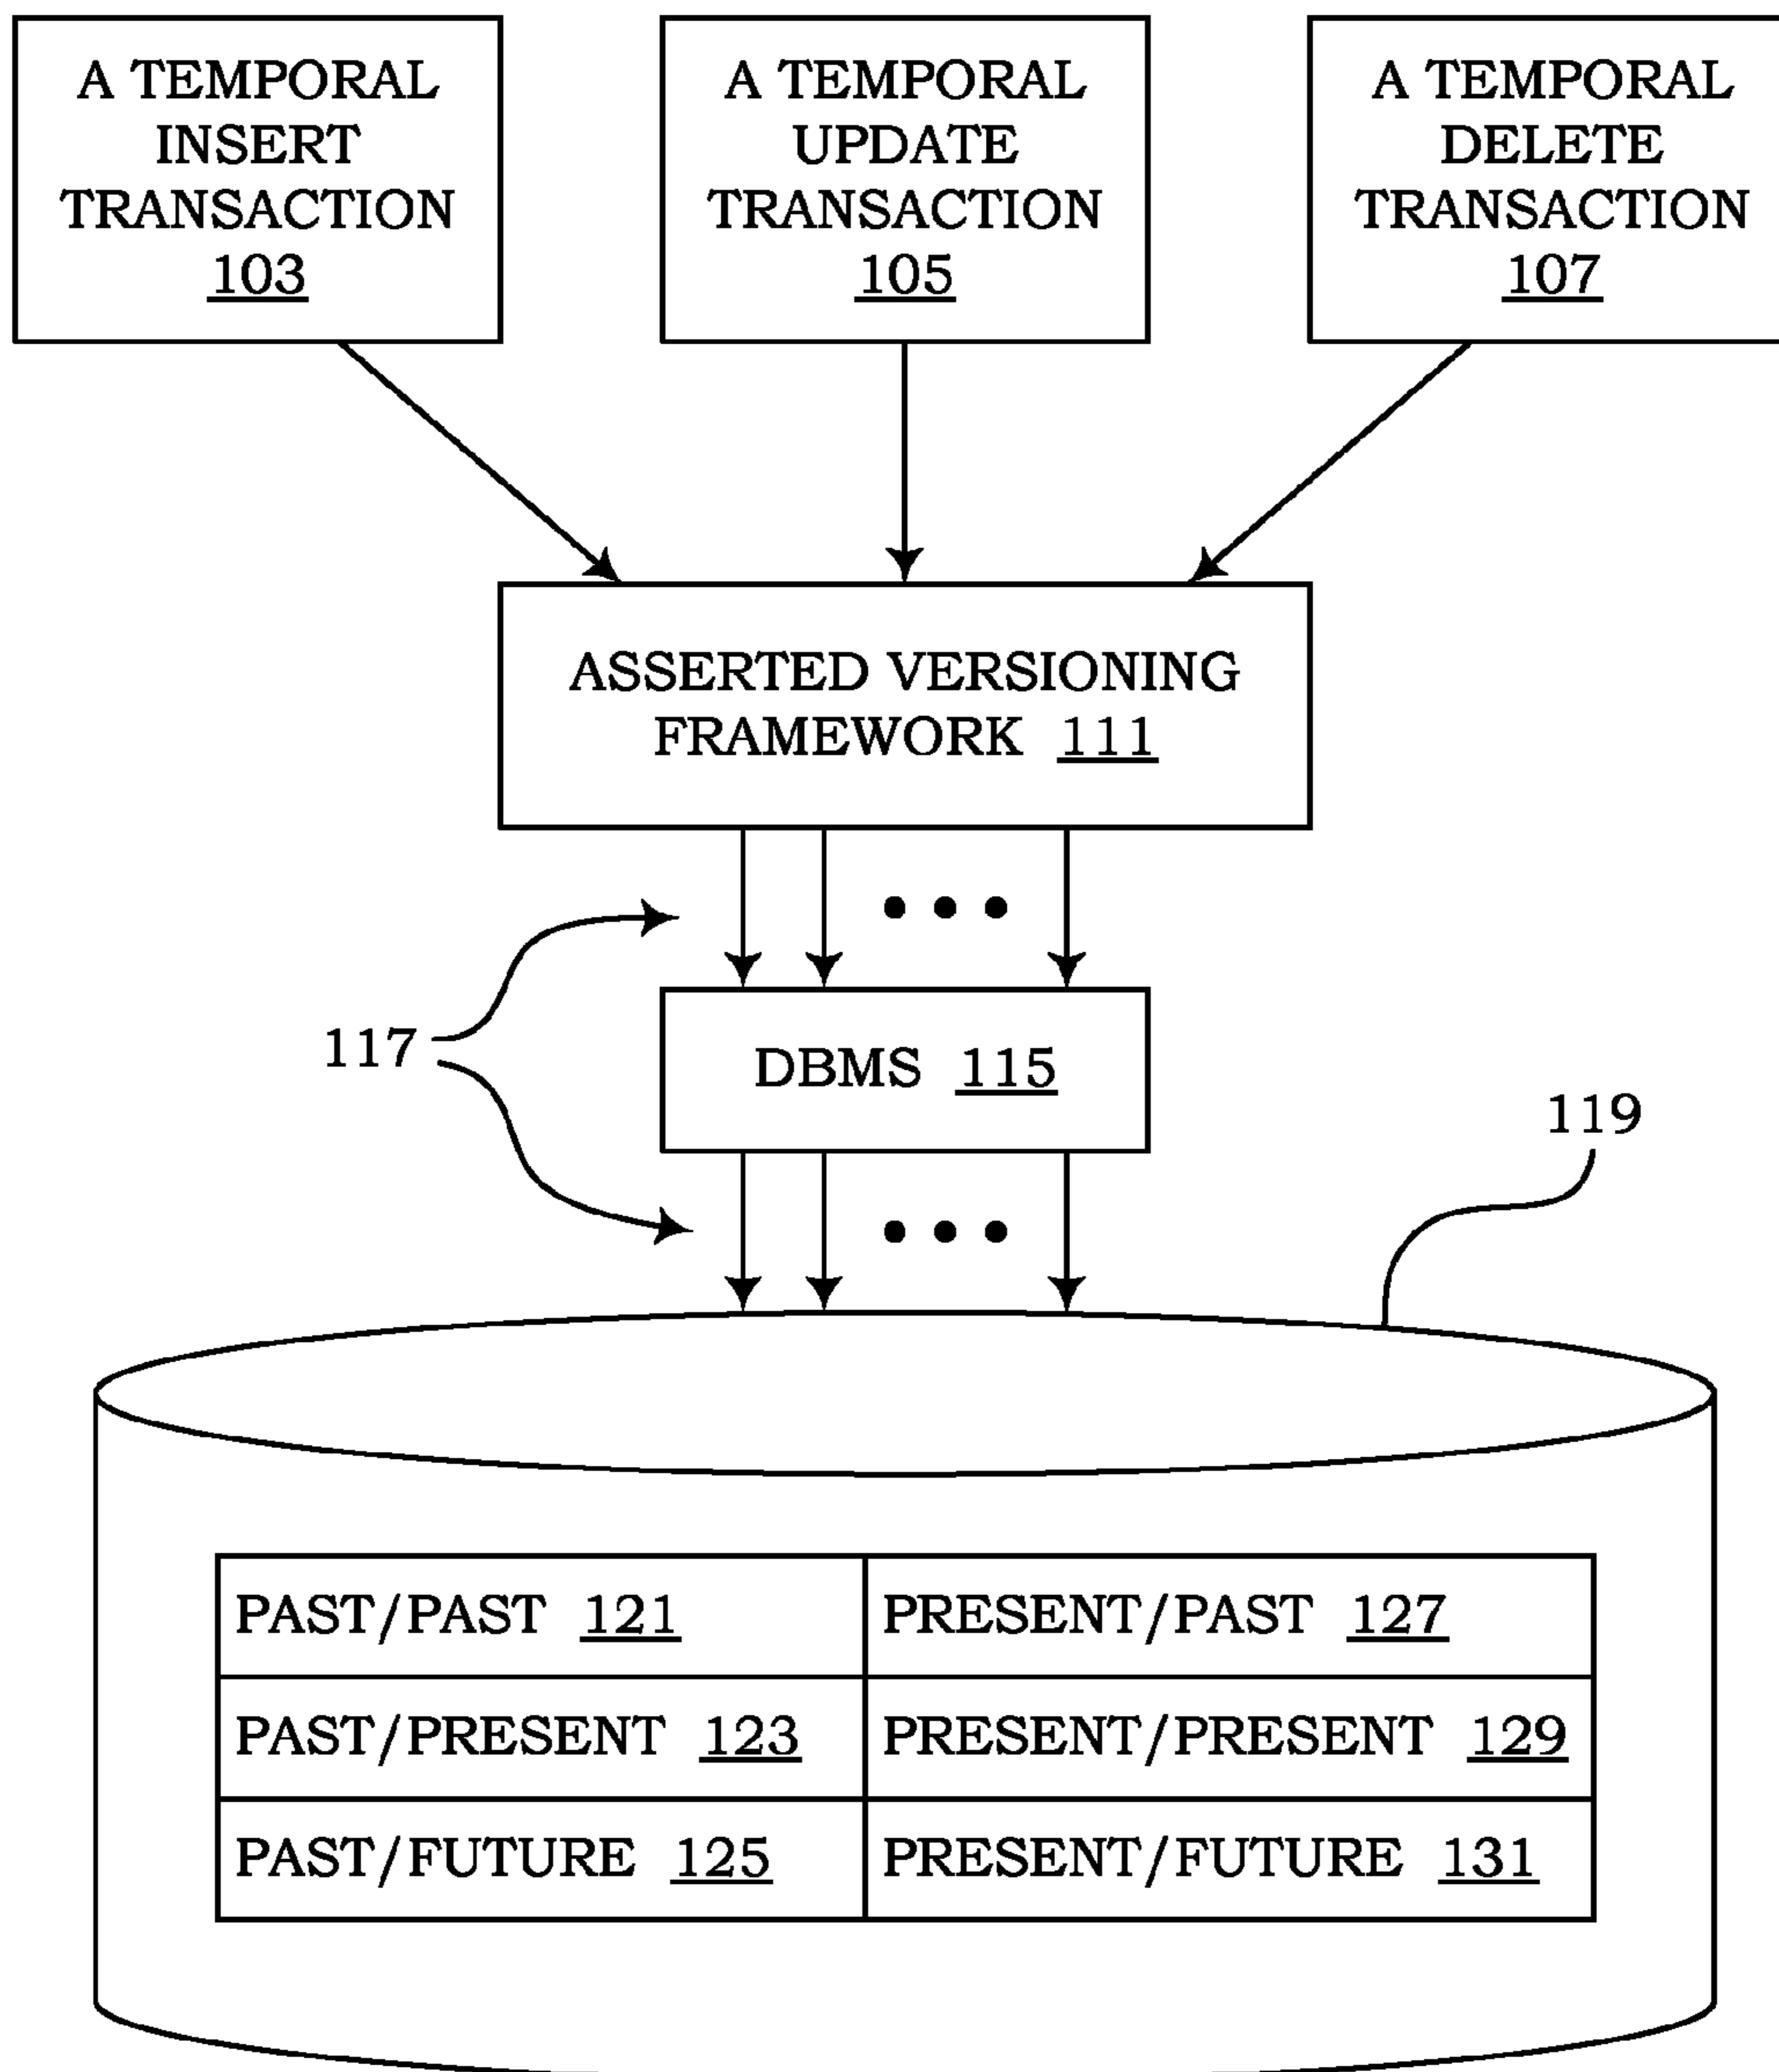 A TEMPORAL
INSERT
TRANSACTION
103
A TEMPORAL
UPDATE
TRANSACTION
105
A TEMPORAL
DELETE
TRANSACTION
107
ASSERTED VERSIONING
FRAMEWORK 111
117
DBMS 115
119
PAST/PAST 121
PRESENT/PAST 127
PAST/PRESENT 123
PRESENT/PRESENT 129
PAST/FUTURE 125
PRESENT/FUTURE 131